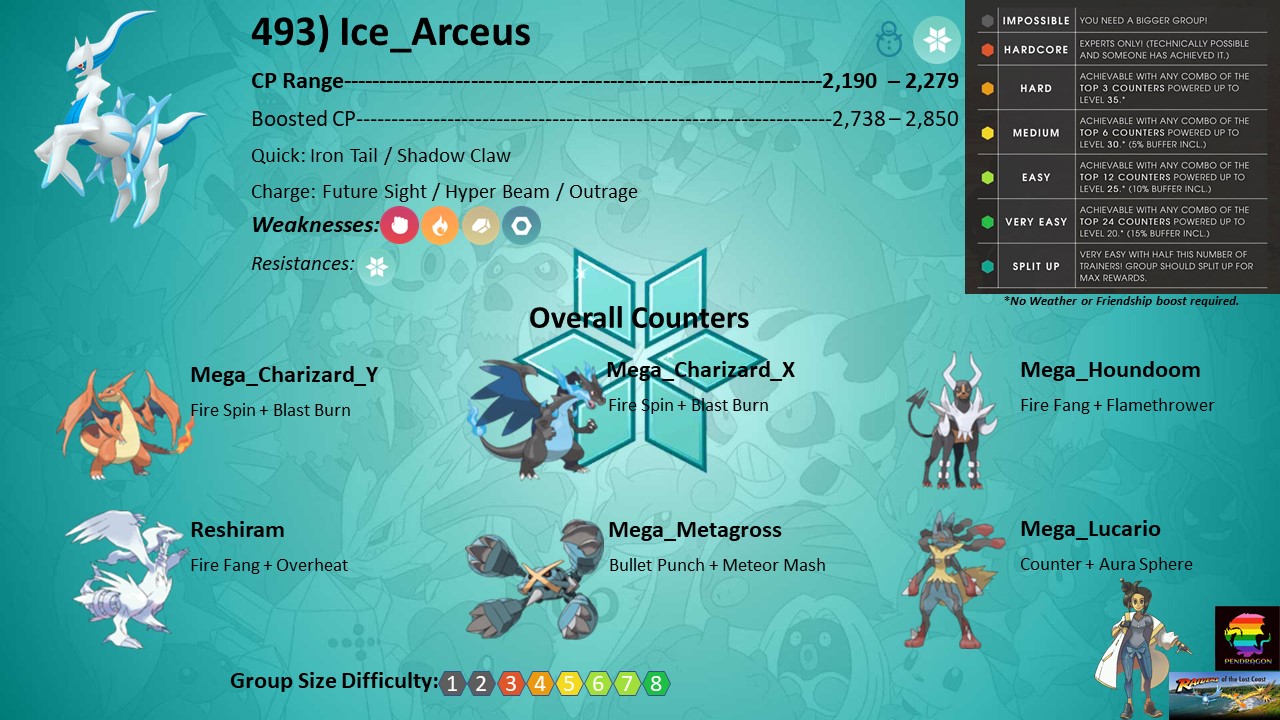 493) Ice_Arceus
CP Range-----------------------------------------------------------------------2,190 – 2,279
Boosted CP-----------------------------------------------------------------------2,738 – 2,850
Quick: Iron Tail / Shadow Claw
Charge: Future Sight / Hyper Beam / Outrage
Weaknesses:
Resistances:
IMPOSSIBLE YOU NEED A BIGGER GROUP!
HARDCORE EXPERTS ONLY! (TECHNICALLY POSSIBLE
AND SOMEONE HAS ACHIEVED IT.)
HARD ACHIEVABLE WITH ANY COMBO OF THE
TOP 3 COUNTERS POWERED UP TO
LEVEL 35.*
MEDIUM ACHIEVABLE WITH ANY COMBO OF THE
TOP 6 COUNTERS POWERED UP TO
LEVEL 30.* (5% BUFFER INCL.)
EASY ACHIEVABLE WITH ANY COMBO OF THE
TOP 12 COUNTERS POWERED UP TO
LEVEL 25.* (10% BUFFER INCL.)
VERY EASY ACHIEVABLE WITH ANY COMBO OF THE
TOP 24 COUNTERS POWERED UP TO
LEVEL 20.* (15% BUFFER INCL.)
SPLIT UP VERY EASY WITH HALF THIS NUMBER OF
TRAINERS! GROUP SHOULD SPLIT UP FOR
MAX REWARDS.
*No Weather or Friendship boost required.
Overall Counters
Mega_Charizard_Y
Fire Spin + Blast Burn
Mega_Charizard_X
Fire Spin + Blast Burn
Mega_Houndoom
Fire Fang + Flamethrower
Reshiram
Fire Fang + Overheat
Mega_Metagross
Bullet Punch + Meteor Mash
Mega_Lucario
Counter + Aura Sphere
Group Size Difficulty: 1 2 3 4 5 6 7 8
PENDRAGON
RAIDERS of the Lost Coast